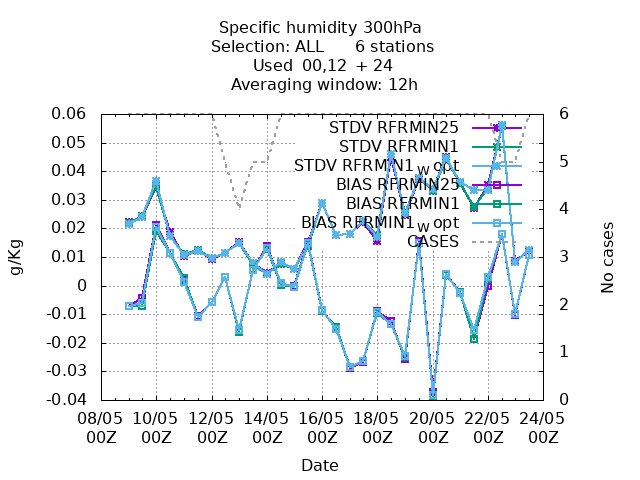 Specific humidity 300hPa
Selection: ALL 6 stations
Used 00,12 + 24
Averaging window: 12h
0.06
0.05
0.04
0.03
0.02
0.01
0
-0.01
-0.02
-0.03
-0.04
g/Kg
STDV RFRMIN25
STDV RFRMIN1
STDV RFRMIN1w opt
BIAS RFRMIN25
BIAS RFRMIN1
BIAS RFRMIN1w opt
CASES
6
5
4
3
2
1
0
No cases
08/05 10/05 12/05 14/05 16/05 18/05 20/05 22/05 24/05
00Z 00Z 00Z 00Z 00Z 00Z 00Z 00Z 00Z
Date